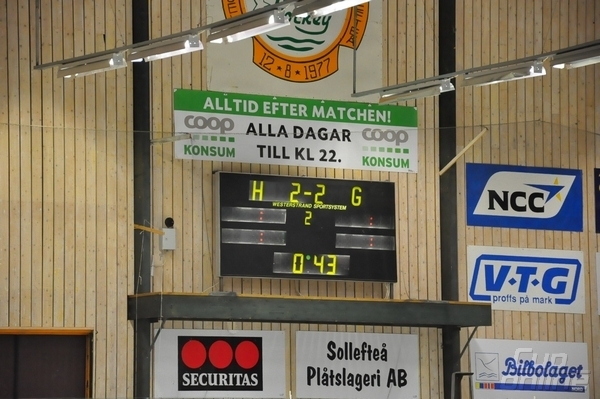 Hockey
12-8-1977
ALLTID EFTER MATCHEN!
coop
KONSUM
ALLA DAGAR
TILL KL 22.
coop
KONSUM
H 2-2 G
WESTERSTRAND SPORTSYSTEM
2
0:43
NCC
V-T-G
proffs på mark
SECURITAS
Sollefteå
Plåtslageri AB
Bilbolaget